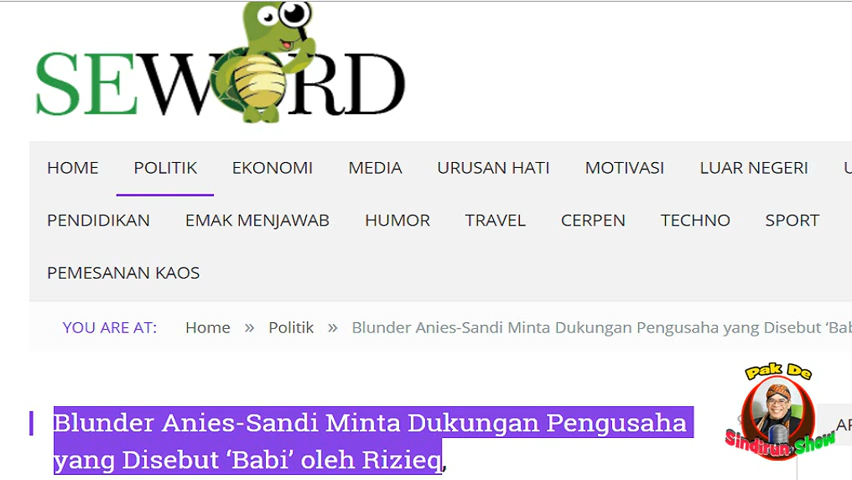 SEWORD
HOME POLITIK EKONOMI MEDIA URUSAN HATI MOTIVASI LUAR NEGERI
PENDIDIKAN EMAK MENJAWAB HUMOR TRAVEL CERPEN TECHNO SPORT
PEMESANAN KAOS
YOU ARE AT: Home » Politik » Blunder Anies-Sandi Minta Dukungan Pengusaha yang Disebut
Pak De
Sindirun Show
Blunder Anies-Sandi Minta Dukungan Pengusaha
yang Disebut ‘Babi’ oleh Rizieq,